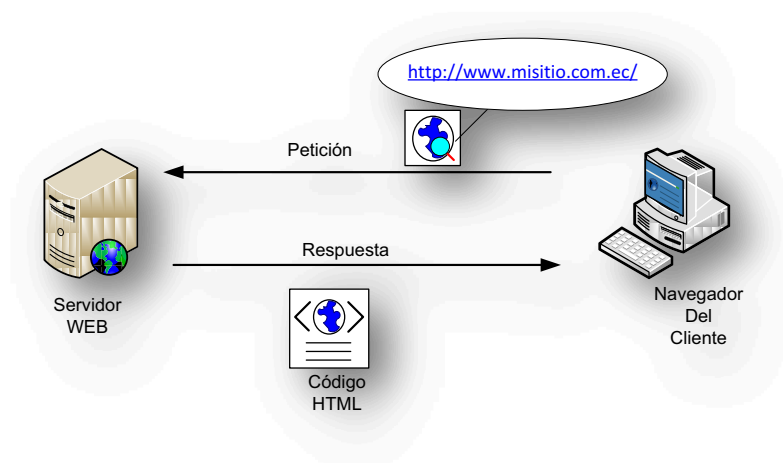 http://www.misitio.com.ec/
Petición
Respuesta
Servidor
WEB
Navegador
Del
Cliente
Código
HTML